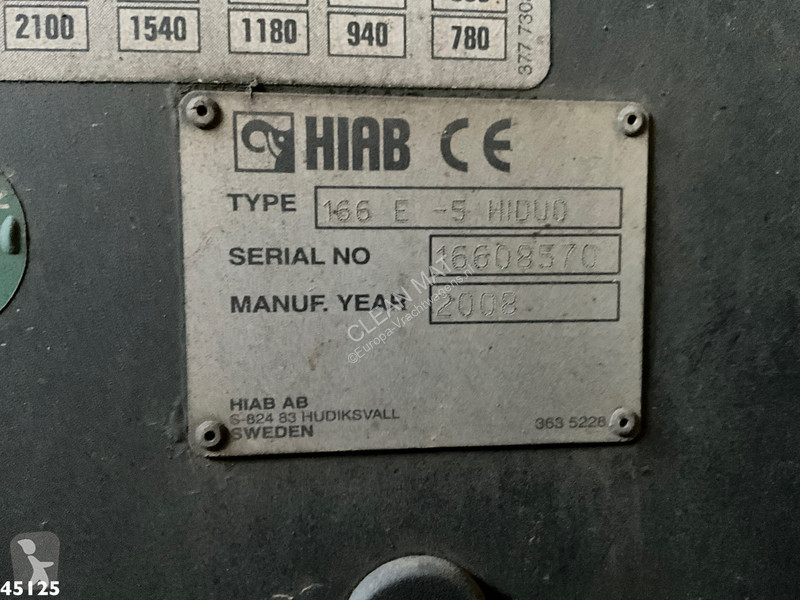 2100 1540 1180 940 780
377 730
HIAB CE
TYPE 166 E -5 HIDUO
SERIAL NO 16608570
MANUF. YEAR 2008
CLEAN MAT
©Europa-Vrachtwagens.nl
HIAB AB
S-824 83 HUDIKSVALL
SWEDEN
363 5228
45125